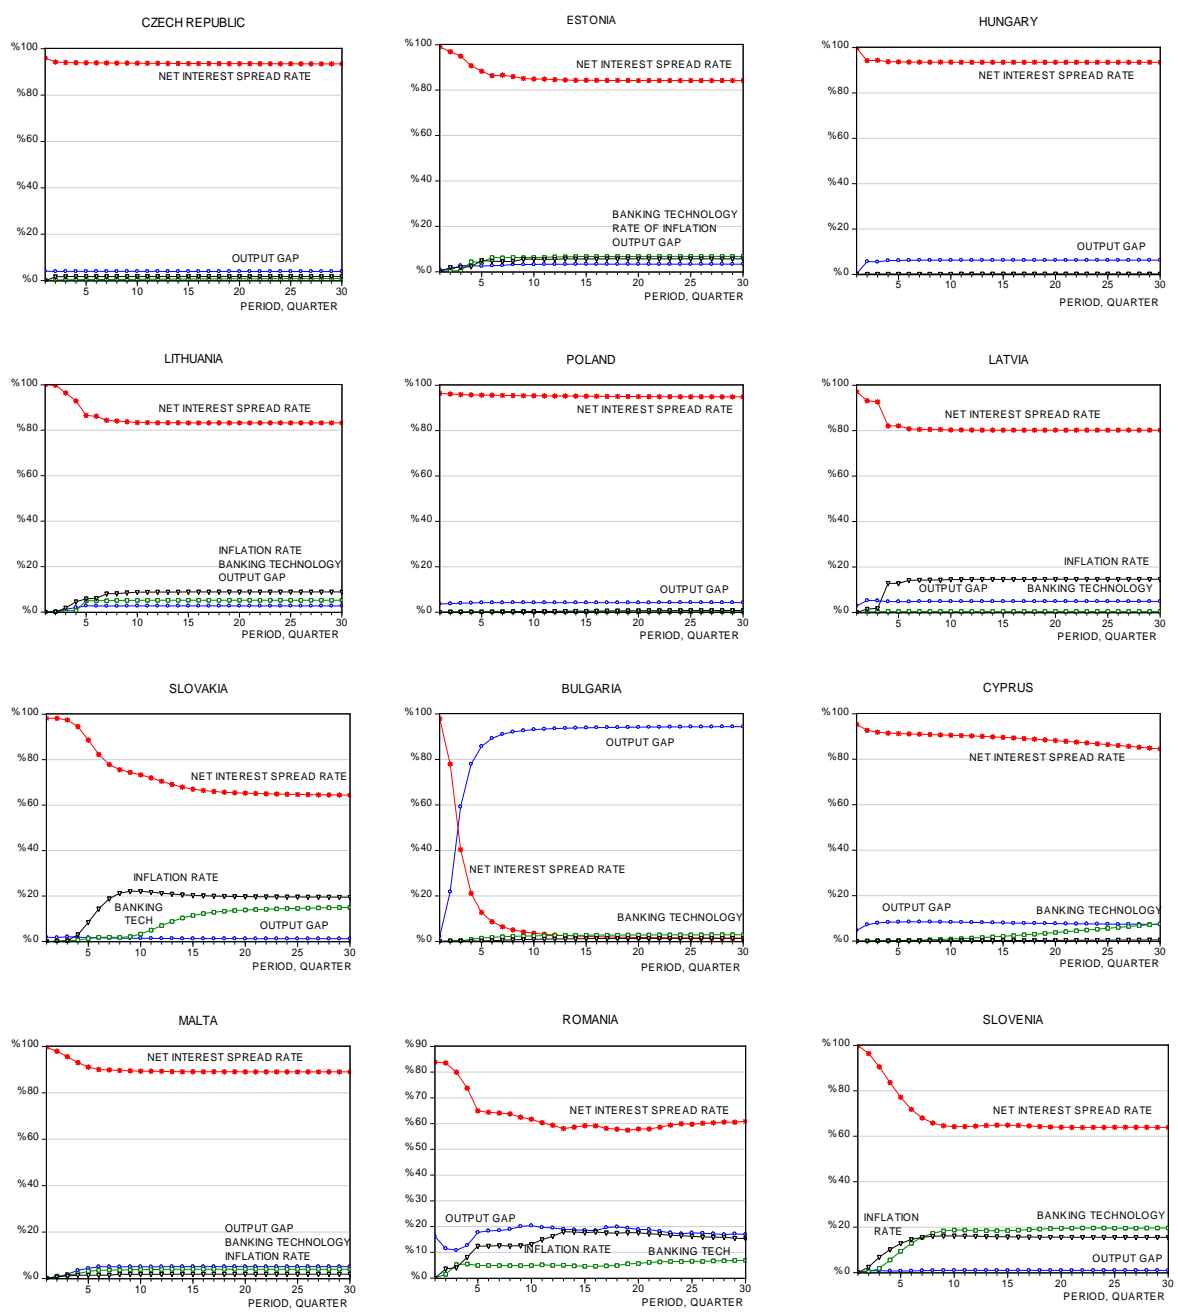 CZECH REPUBLIC
%100
NET INTEREST SPREAD RATE
%80
%60
%40
%20
OUTPUT GAP
%0
5 10 15 20 25 30
PERIOD, QUARTER
ESTONIA
%100
NET INTEREST SPREAD RATE
%80
%60
%40
%20
BANKING TECHNOLOGY
RATE OF INFLATION
OUTPUT GAP
%0
5 10 15 20 25 30
PERIOD, QUARTER
HUNGARY
%100
NET INTEREST SPREAD RATE
%80
%60
%40
%20
OUTPUT GAP
%0
5 10 15 20 25 30
PERIOD, QUARTER
LITHUANIA
%100
NET INTEREST SPREAD RATE
%80
%60
%40
%20
INFLATION RATE
BANKING TECHNOLOGY
OUTPUT GAP
%0
5 10 15 20 25 30
PERIOD, QUARTER
POLAND
%100
NET INTEREST SPREAD RATE
%80
%60
%40
%20
OUTPUT GAP
%0
5 10 15 20 25 30
PERIOD, QUARTER
LATVIA
%100
NET INTEREST SPREAD RATE
%80
%60
%40
%20
INFLATION RATE
OUTPUT GAP BANKING TECHNOLOGY
%0
5 10 15 20 25 30
PERIOD, QUARTER
SLOVAKIA
%100
%80
NET INTEREST SPREAD RATE
%60
%40
INFLATION RATE
%20
BANKING
TECH
OUTPUT GAP
%0
5 10 15 20 25 30
PERIOD, QUARTER
BULGARIA
%100
OUTPUT GAP
%80
%60
%40
NET INTEREST SPREAD RATE
%20
BANKING TECHNOLOGY
%0
5 10 15 20 25 30
PERIOD, QUARTER
CYPRUS
%100
NET INTEREST SPREAD RATE
%80
%60
%40
%20
OUTPUT GAP BANKING TECHNOLOGY
%0
5 10 15 20 25 30
PERIOD, QUARTER
MALTA
%100
NET INTEREST SPREAD RATE
%80
%60
%40
%20
OUTPUT GAP
BANKING TECHNOLOGY
INFLATION RATE
%0
5 10 15 20 25 30
PERIOD, QUARTER
ROMANIA
%90
%80
%70
NET INTEREST SPREAD RATE
%60
%50
%40
%30
OUTPUT GAP
%20
INFLATION RATE BANKING TECH
%10
%0
5 10 15 20 25 30
PERIOD, QUARTER
SLOVENIA
%100
%80
NET INTEREST SPREAD RATE
%60
%40
%20
INFLATION
RATE
BANKING TECHNOLOGY
OUTPUT GAP
%0
5 10 15 20 25 30
PERIOD, QUARTER